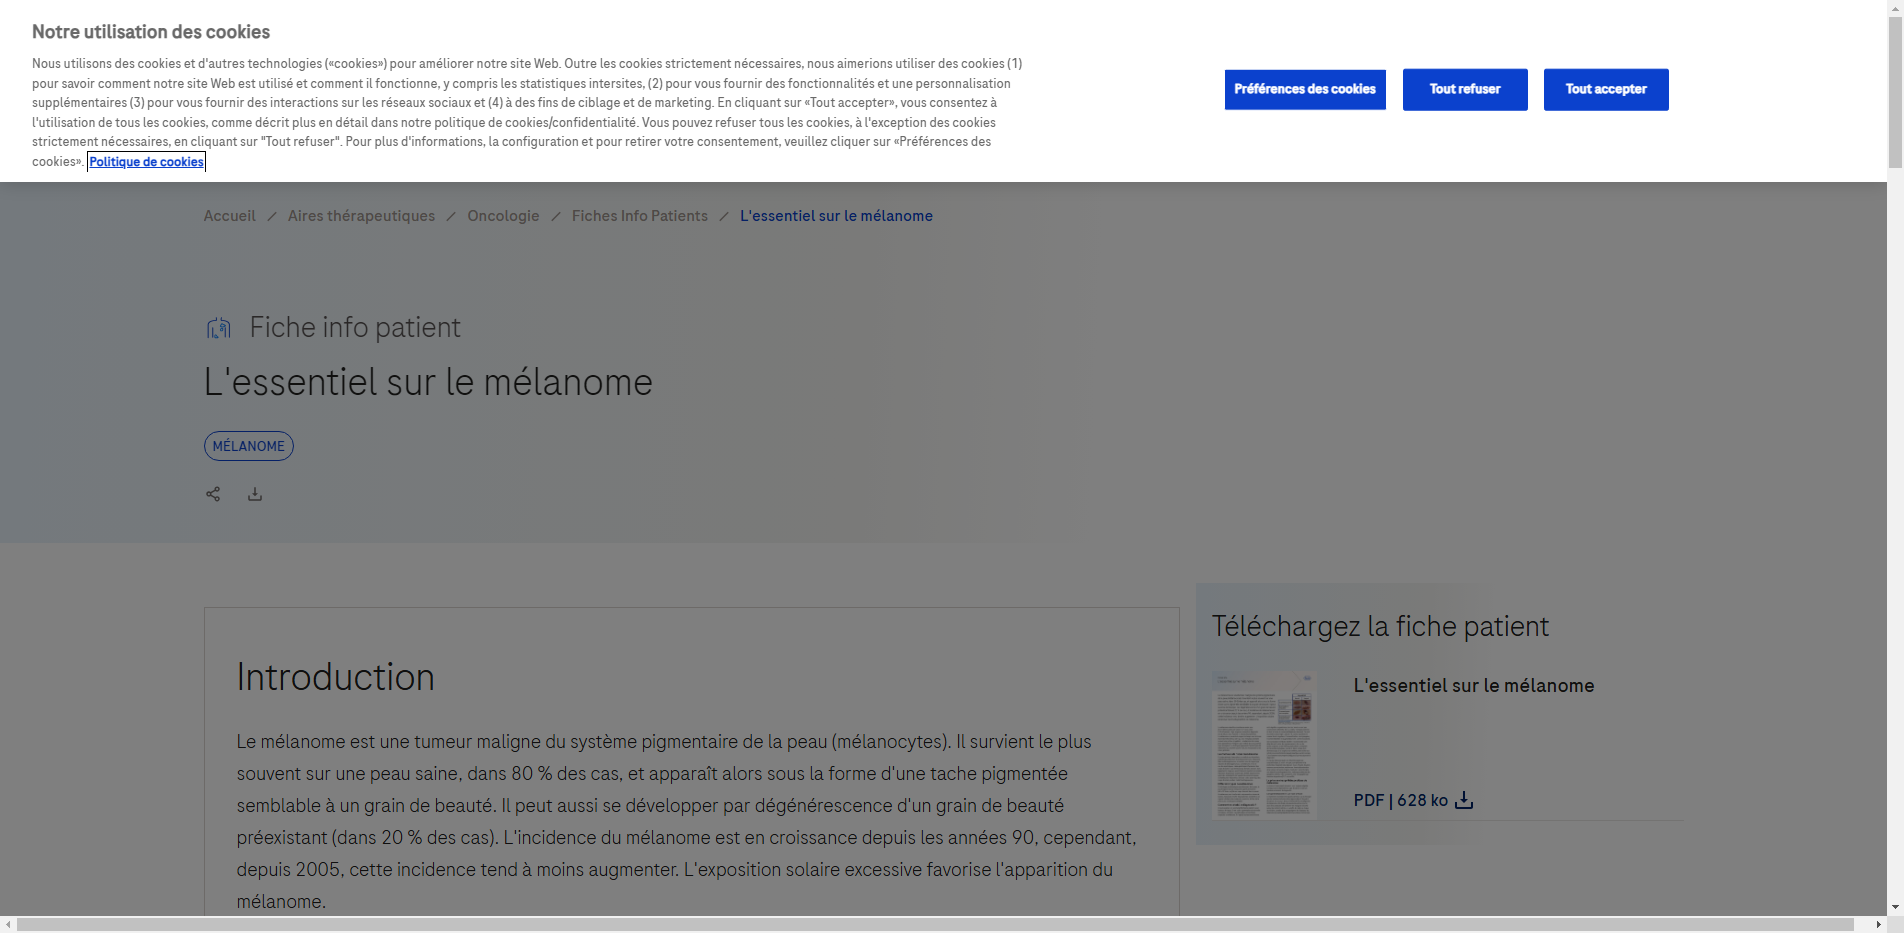 Notre utilisation des cookies
Nous utilisons des cookies et d'autres technologies («cookies») pour améliorer notre site Web. Outre les cookies strictement nécessaires, nous aimerions utiliser des cookies (1)
pour savoir comment notre site Web est utilisé et comment il fonctionne, y compris les statistiques intersites, (2) pour vous fournir des fonctionnalités et une personnalisation
supplémentaires (3) pour vous fournir des interactions sur les réseaux sociaux et (4) à des fins de ciblage et de marketing. En cliquant sur «Tout accepter», vous consentez à
l'utilisation de tous les cookies, comme décrit plus en détail dans notre politique de cookies/confidentialité. Vous pouvez refuser tous les cookies, à l'exception des cookies
strictement nécessaires, en cliquant sur "Tout refuser". Pour plus d'informations, la configuration et pour retirer votre consentement, veuillez cliquer sur «Préférences des
cookies». Politique de cookies
Préférences des cookies
Tout refuser
Tout accepter
Accueil / Aires thérapeutiques / Oncologie / Fiches Info Patients / L'essentiel sur le mélanome
Fiche info patient
L'essentiel sur le mélanome
MÉLANOME
Introduction
Le mélanome est une tumeur maligne du système pigmentaire de la peau (mélanocytes). Il survient le plus
souvent sur une peau saine, dans 80 % des cas, et apparaît alors sous la forme d'une tache pigmentée
semblable à un grain de beauté. Il peut aussi se développer par dégénérescence d'un grain de beauté
préexistant (dans 20 % des cas). L'incidence du mélanome est en croissance depuis les années 90, cependant,
depuis 2005, cette incidence tend à moins augmenter. L'exposition solaire excessive favorise l'apparition du
mélanome.
Téléchargez la fiche patient
L'essentiel sur le mélanome
PDF | 628 ko